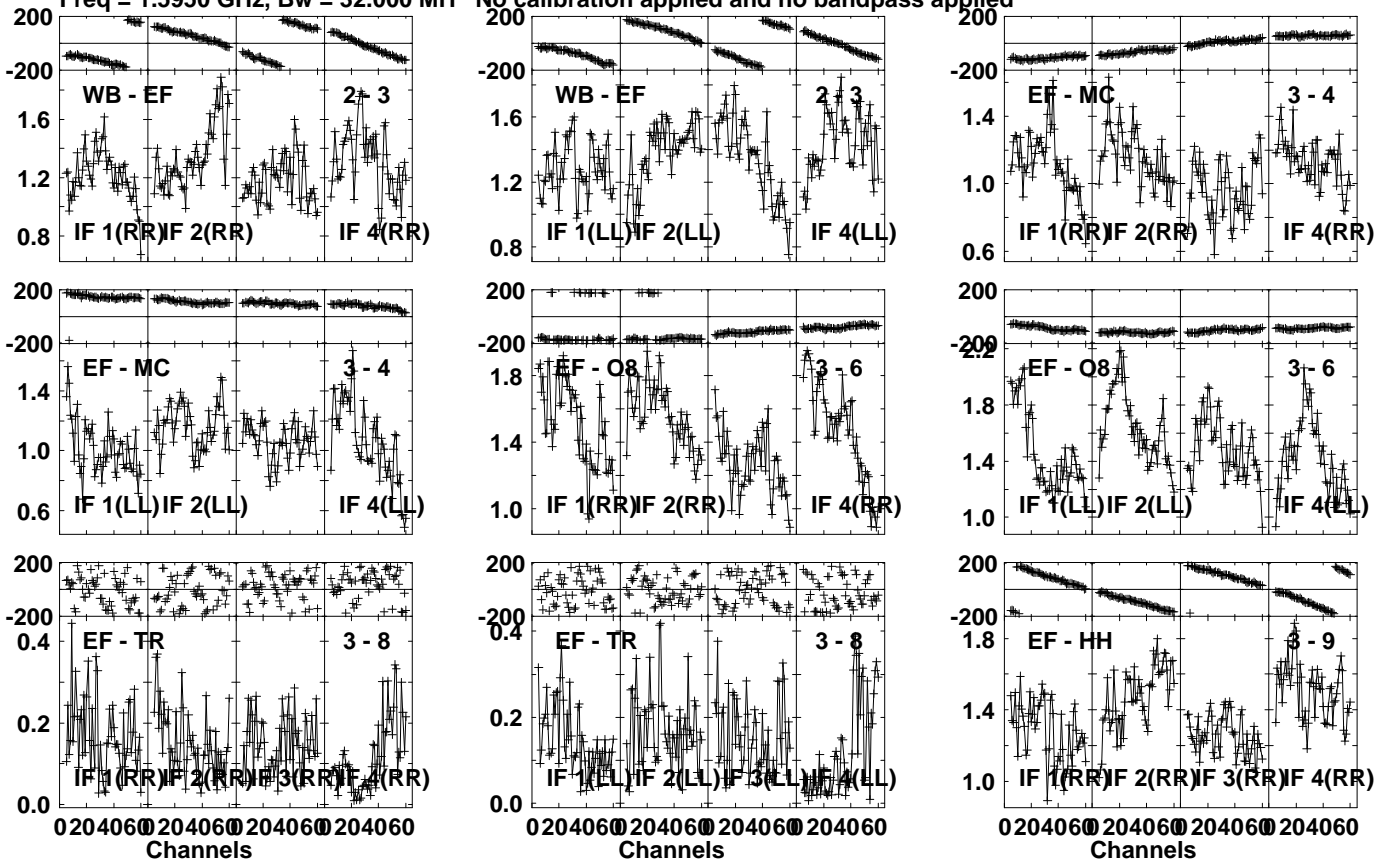 Freq = 1.5950 GHz, Bw = 32.000 MH No calibration applied and no bandpass applied
200
-200
WB - EF 2 - 3
1.6
1.2
0.8
IF 1(RR) IF 2(RR) IF 4(RR)
200
-200
WB - EF 2 - 3
1.6
1.2
0.8
IF 1(LL) IF 2(LL) IF 4(LL)
200
-200
EF - MC 3 - 4
1.4
1.0
0.6
IF 1(RR) IF 2(RR) IF 4(RR)
200
-200
EF - MC 3 - 4
1.4
1.0
0.6
IF 1(LL) IF 2(LL) IF 4(LL)
200
-200
EF - O8 3 - 6
1.8
1.4
1.0
IF 1(RR) IF 2(RR) IF 4(RR)
200
-200
2.2
EF - O8 3 - 6
1.8
1.4
1.0
IF 1(LL) IF 2(LL) IF 4(LL)
200
-200
EF - TR 3 - 8
0.4
0.2
0.0
IF 1(RR) IF 2(RR) IF 3(RR) IF 4(RR)
0 20 40 60 0 20 40 60 0 20 40 60 0 20 40 60
Channels
200
-200
EF - TR 3 - 8
0.4
0.2
0.0
IF 1(LL) IF 2(LL) IF 3(LL) IF 4(LL)
0 20 40 60 0 20 40 60 0 20 40 60 0 20 40 60
Channels
200
-200
EF - HH 3 - 9
1.8
1.4
1.0
IF 1(RR) IF 2(RR) IF 3(RR) IF 4(RR)
0 20 40 60 0 20 40 60 0 20 40 60 0 20 40 60
Channels